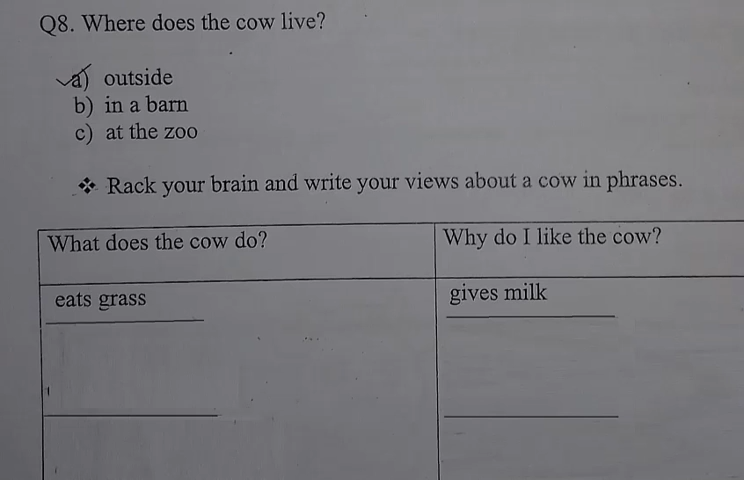 Q8. Where does the cow live?
a) outside
b) in a barn
c) at the zoo
❖ Rack your brain and write your views about a cow in phrases.
What does the cow do? Why do I like the cow?
eats grass gives milk